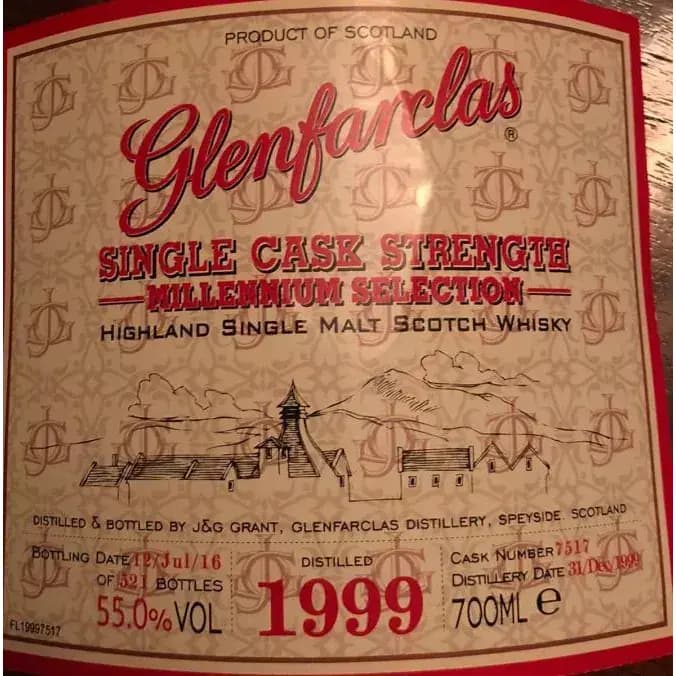 PRODUCT OF SCOTLAND
Glenfarclas®
SINGLE CASK STRENGTH
MILLENNIUM SELECTION
HIGHLAND SINGLE MALT SCOTCH WHISKY
DISTILLED & BOTTLED BY J&G GRANT, GLENFARCLAS DISTILLERY, SPEYSIDE. SCOTLAND
BOTTLING DATE 12/Jul/16
OF 521 BOTTLES
55.0%VOL
DISTILLED
1999
CASK NUMBER 7517
DISTILLERY DATE 31/Dec/1999
700ML e
FL19997517